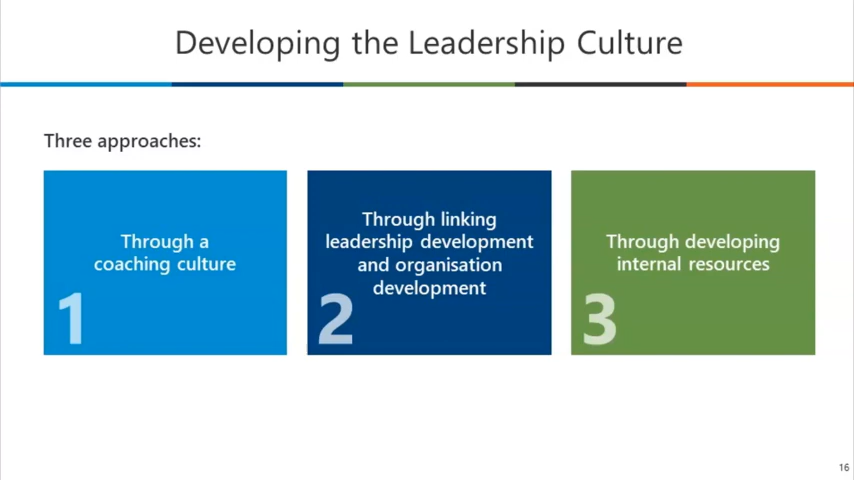 Developing the Leadership Culture
Three approaches:
Through a
coaching culture
1
Through linking
leadership development
and organisation
development
2
Through developing
internal resources
3
16